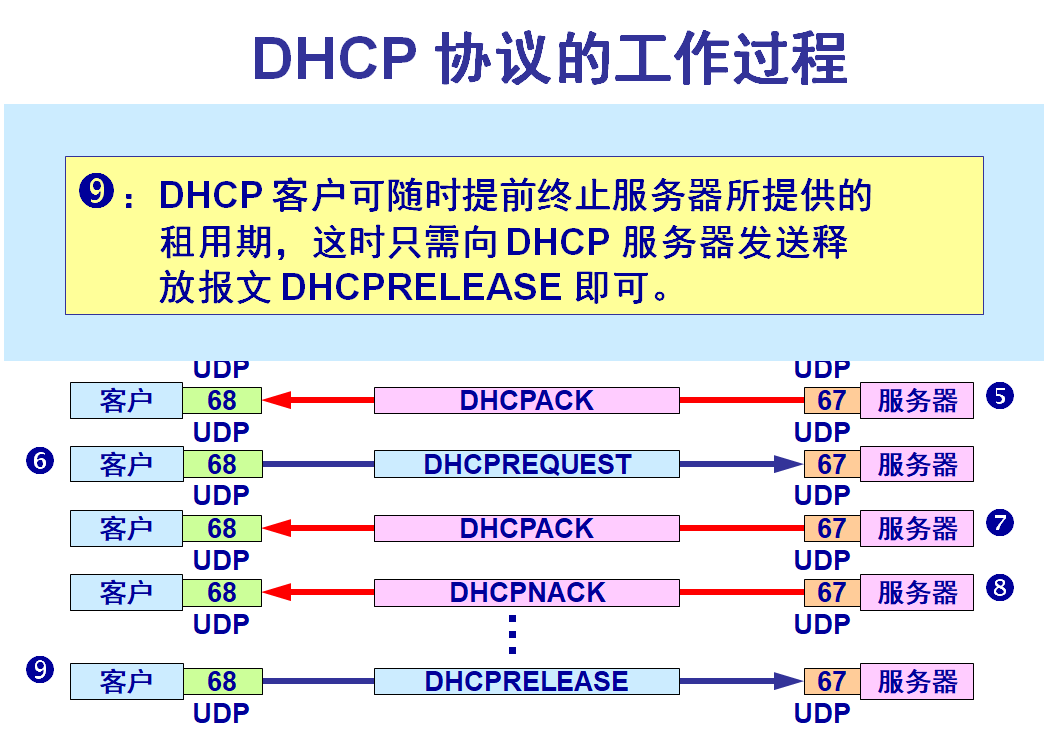 DHCP 协议的工作过程
❾：DHCP 客户可随时提前终止服务器所提供的
租用期，这时只需向 DHCP 服务器发送释
放报文 DHCPRELEASE 即可。
UDP UDP
客户 68 DHCPACK 67 服务器 ❺
UDP UDP
❻ 客户 68 DHCPREQUEST 67 服务器
UDP UDP
客户 68 DHCPACK 67 服务器 ❼
UDP UDP
客户 68 DHCPNACK 67 服务器 ❽
UDP UDP
❾ 客户 68 DHCPRELEASE 67 服务器
UDP UDP